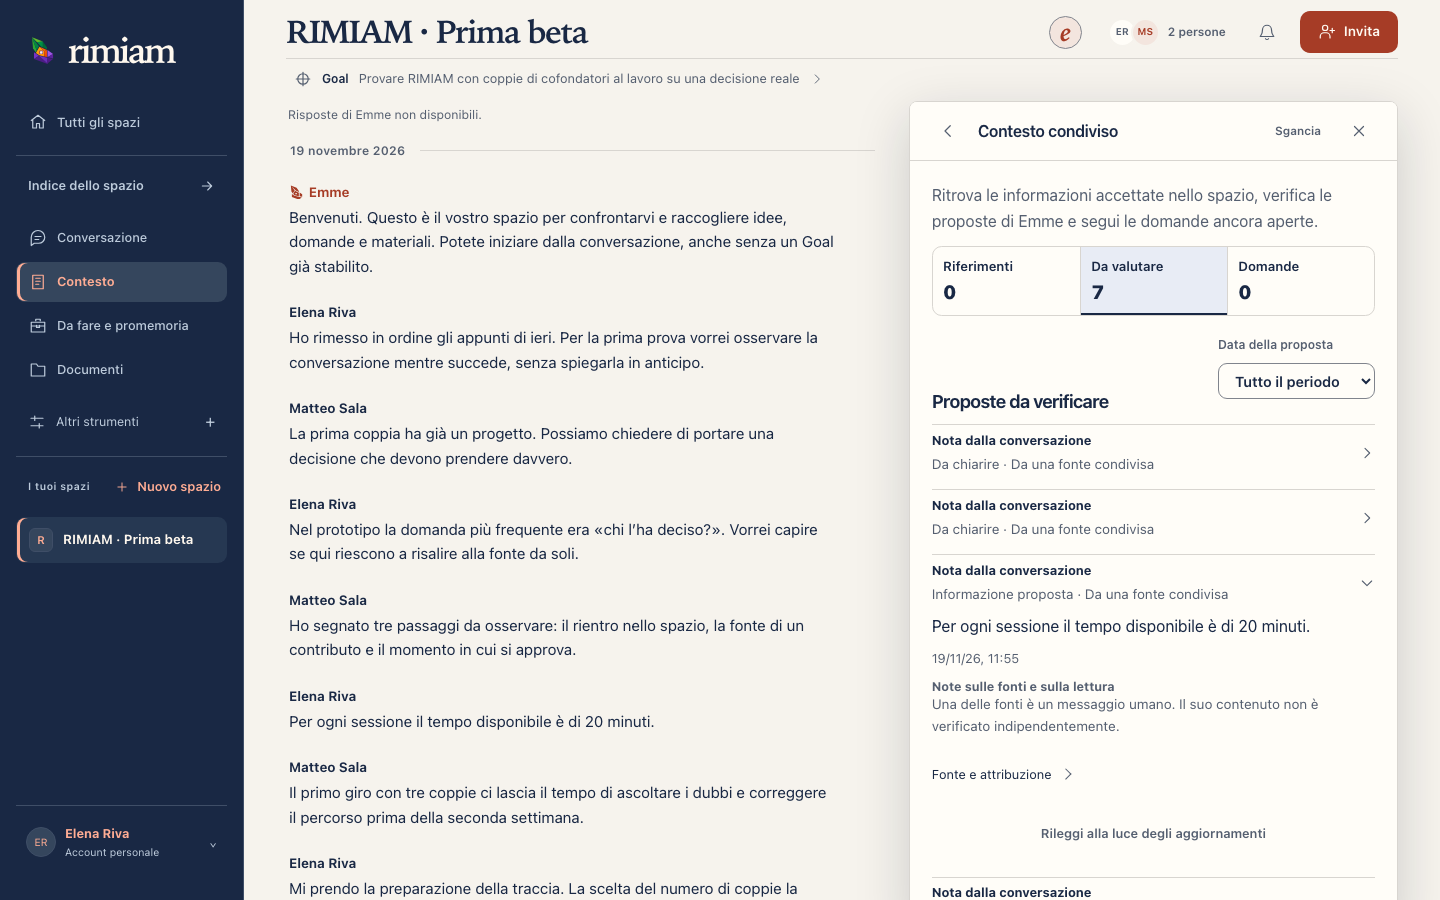 rimiam
Tutti gli spazi
Indice dello spazio
Conversazione
Contesto
Da fare e promemoria
Documenti
Altri strumenti
I tuoi spazi
Nuovo spazio
R
RIMIAM · Prima beta
ER
Elena Riva
Account personale
RIMIAM · Prima beta
e
ER
MS
2 persone
Invita
Goal
Provare RIMIAM con coppie di cofondatori al lavoro su una decisione reale
Risposte di Emme non disponibili.
19 novembre 2026
Emme
Benvenuti. Questo è il vostro spazio per confrontarvi e raccogliere idee,
domande e materiali. Potete iniziare dalla conversazione, anche senza un Goal
già stabilito.
Elena Riva
Ho rimesso in ordine gli appunti di ieri. Per la prima prova vorrei osservare la
conversazione mentre succede, senza spiegarla in anticipo.
Matteo Sala
La prima coppia ha già un progetto. Possiamo chiedere di portare una
decisione che devono prendere davvero.
Elena Riva
Nel prototipo la domanda più frequente era «chi l’ha deciso?». Vorrei capire
se qui riescono a risalire alla fonte da soli.
Matteo Sala
Ho segnato tre passaggi da osservare: il rientro nello spazio, la fonte di un
contributo e il momento in cui si approva.
Elena Riva
Per ogni sessione il tempo disponibile è di 20 minuti.
Matteo Sala
Il primo giro con tre coppie ci lascia il tempo di ascoltare i dubbi e correggere
il percorso prima della seconda settimana.
Elena Riva
Mi prendo la preparazione della traccia. La scelta del numero di coppie la
Contesto condiviso
Sgancia
Ritrova le informazioni accettate nello spazio, verifica le
proposte di Emme e segui le domande ancora aperte.
Riferimenti
0
Da valutare
7
Domande
0
Data della proposta
Tutto il periodo
Proposte da verificare
Nota dalla conversazione
Da chiarire · Da una fonte condivisa
Nota dalla conversazione
Da chiarire · Da una fonte condivisa
Nota dalla conversazione
Informazione proposta · Da una fonte condivisa
Per ogni sessione il tempo disponibile è di 20 minuti.
19/11/26, 11:55
Note sulle fonti e sulla lettura
Una delle fonti è un messaggio umano. Il suo contenuto non è
verificato indipendentemente.
Fonte e attribuzione
Rileggi alla luce degli aggiornamenti
Nota dalla conversazione